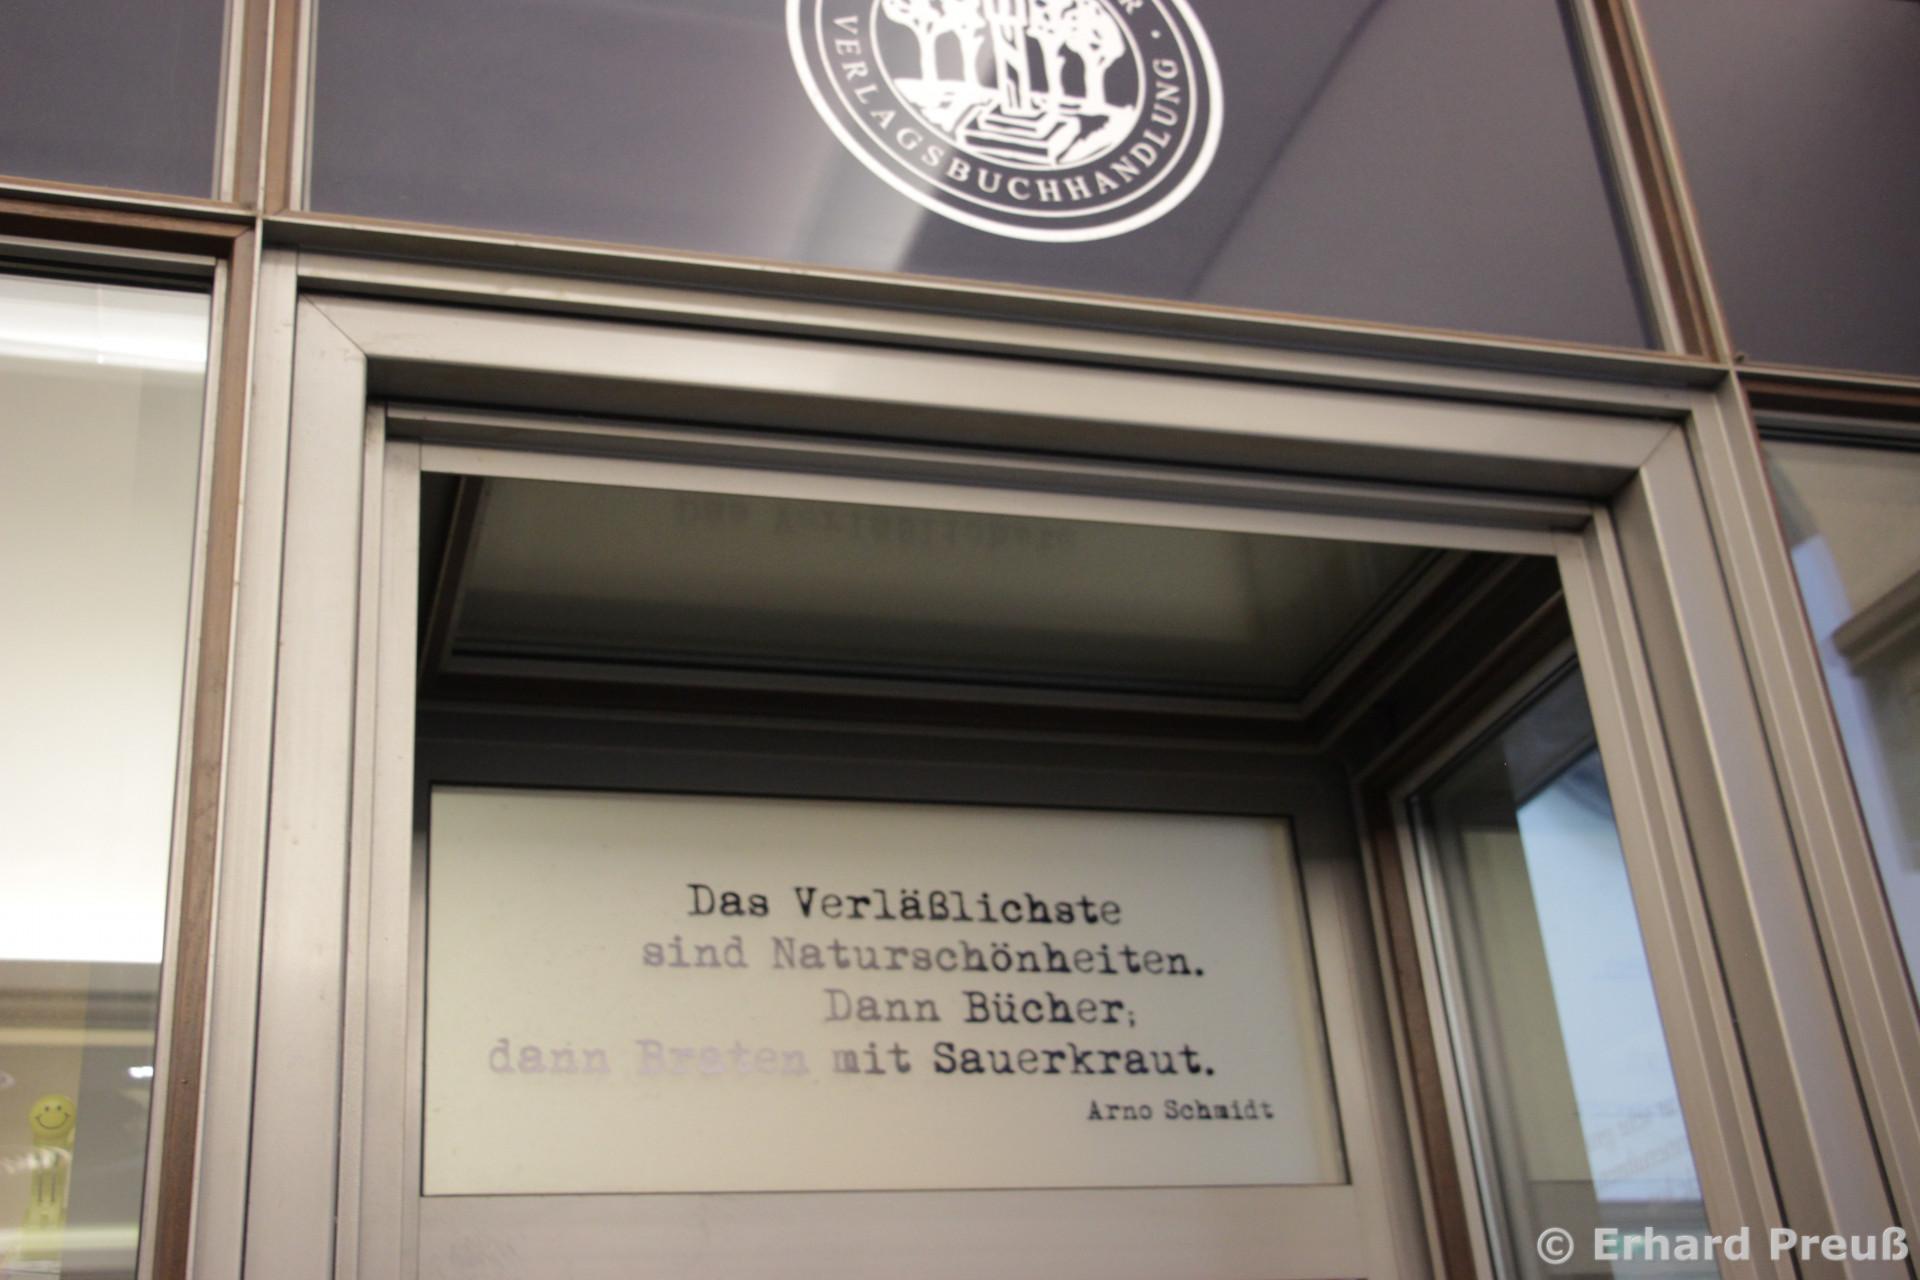 VERLAGSBUCHHANDLUNG
Das Verläßlichste
sind Naturschönheiten.
Dann Bücher;
dann Braten mit Sauerkraut.
Arno Schmidt
© Erhard Preuß